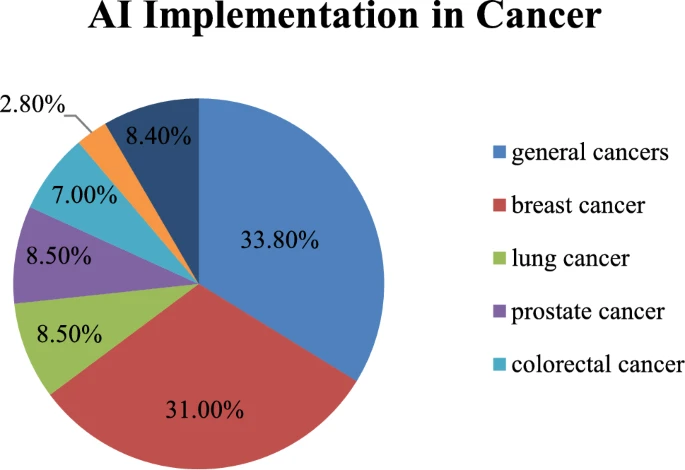 AI Implementation in Cancer
2.80%
8.40%
7.00%
33.80%
8.50%
8.50%
31.00%
general cancers
breast cancer
lung cancer
prostate cancer
colorectal cancer